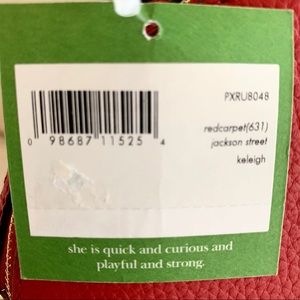 PXRU8048
0 98687 11525 4
redcarpet(631)
jackson street
keleigh
she is quick and curious and
playful and strong.